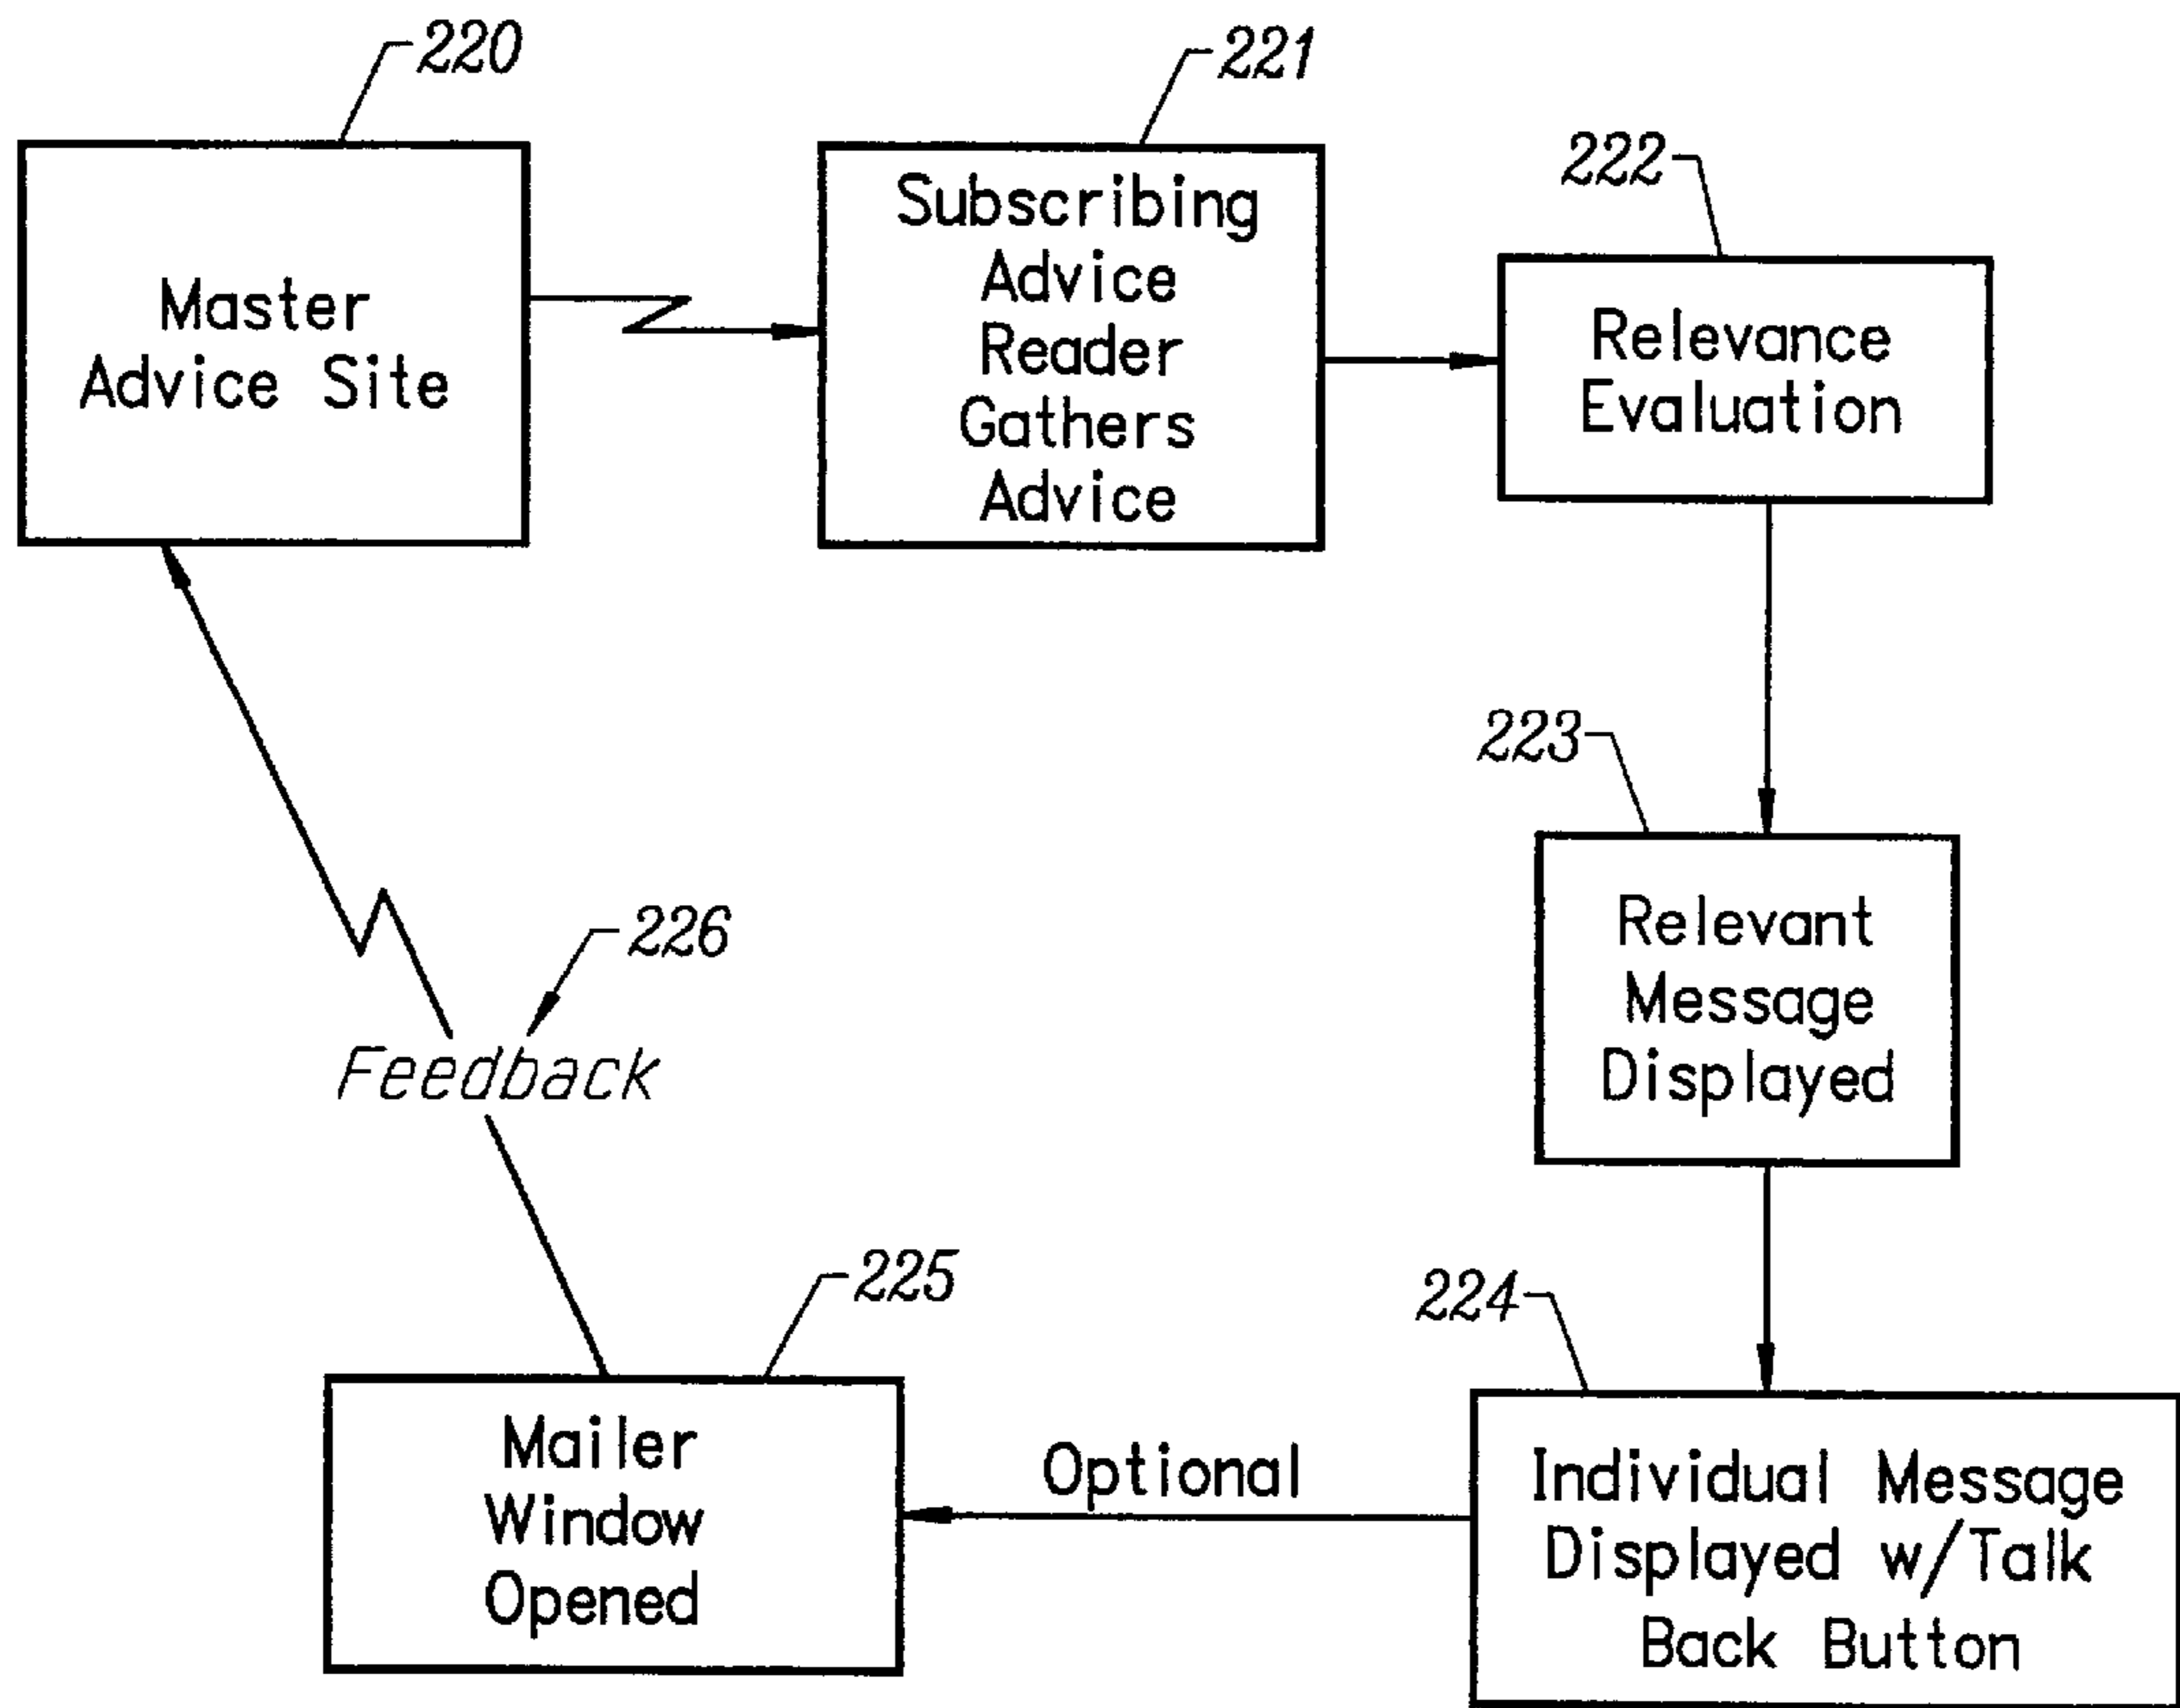 220
Master
Advice Site
221
Subscribing
Advice
Reader
Gathers
Advice
222
Relevance
Evaluation
223
Relevant
Message
Displayed
224
Individual Message
Displayed w/Talk
Back Button
Optional
225
Mailer
Window
Opened
226
Feedback